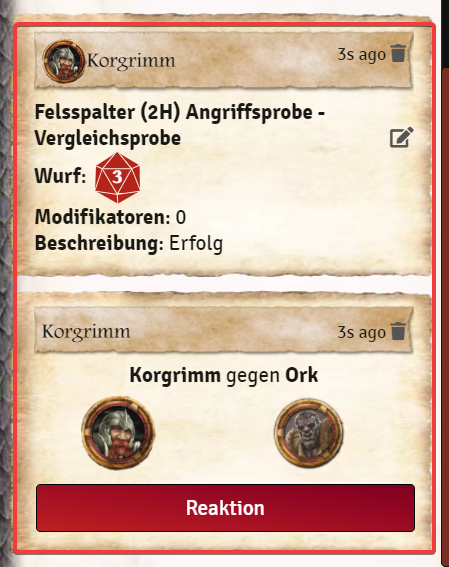 Korgrimm 3s ago
Felsspalter (2H) Angriffsprobe -
Vergleichsprobe
Wurf: 3
Modifikatoren: 0
Beschreibung: Erfolg
Korgrimm 3s ago
Korgrimm gegen Ork
Reaktion